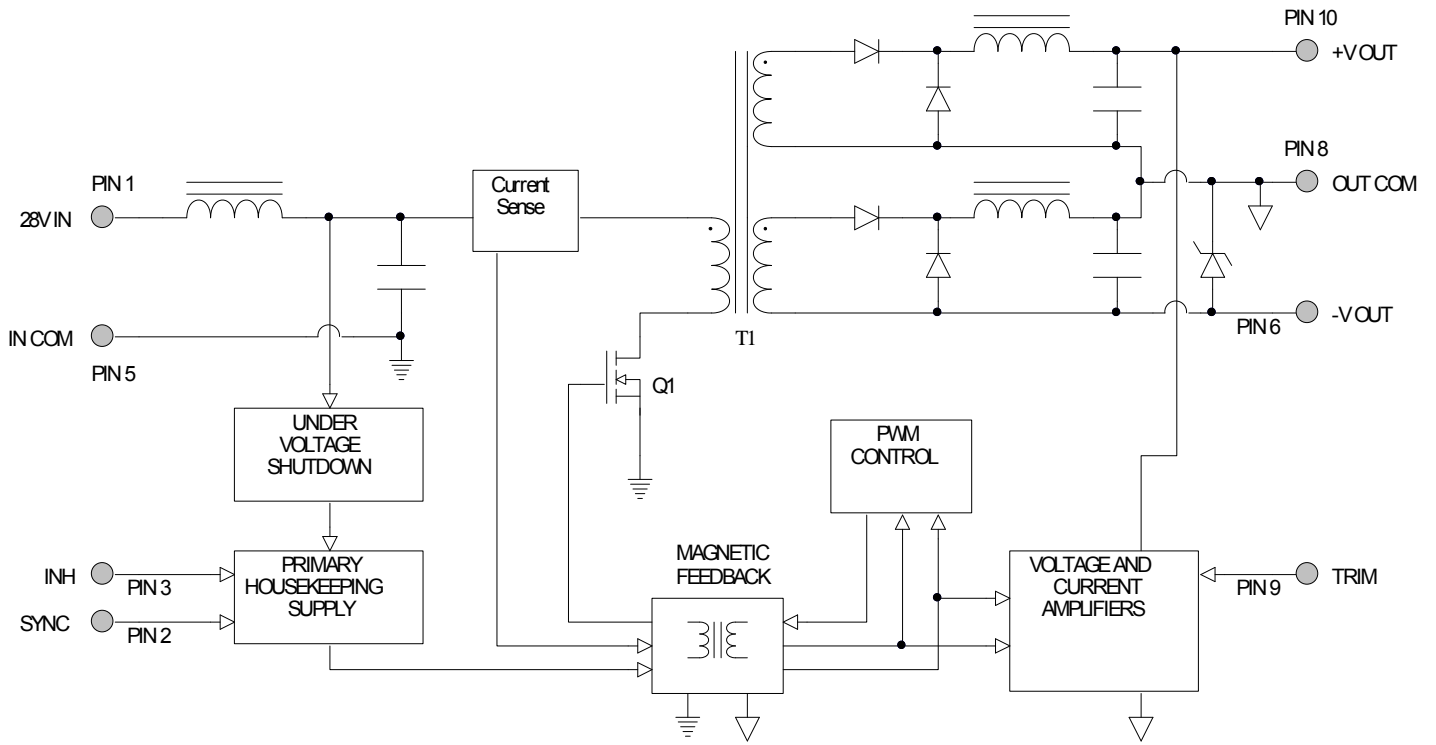 PIN 10
+V OUT
PIN 8
OUT COM
PIN 1
28V IN
Current
Sense
IN COM
PIN 5
T1
PIN 6
-V OUT
Q1
UNDER
VOLTAGE
SHUTDOWN
PWM
CONTROL
INH
PIN 3
SYNC
PIN 2
PRIMARY
HOUSEKEEPING
SUPPLY
MAGNETIC
FEEDBACK
VOLTAGE AND
CURRENT
AMPLIFIERS
PIN 9
TRIM